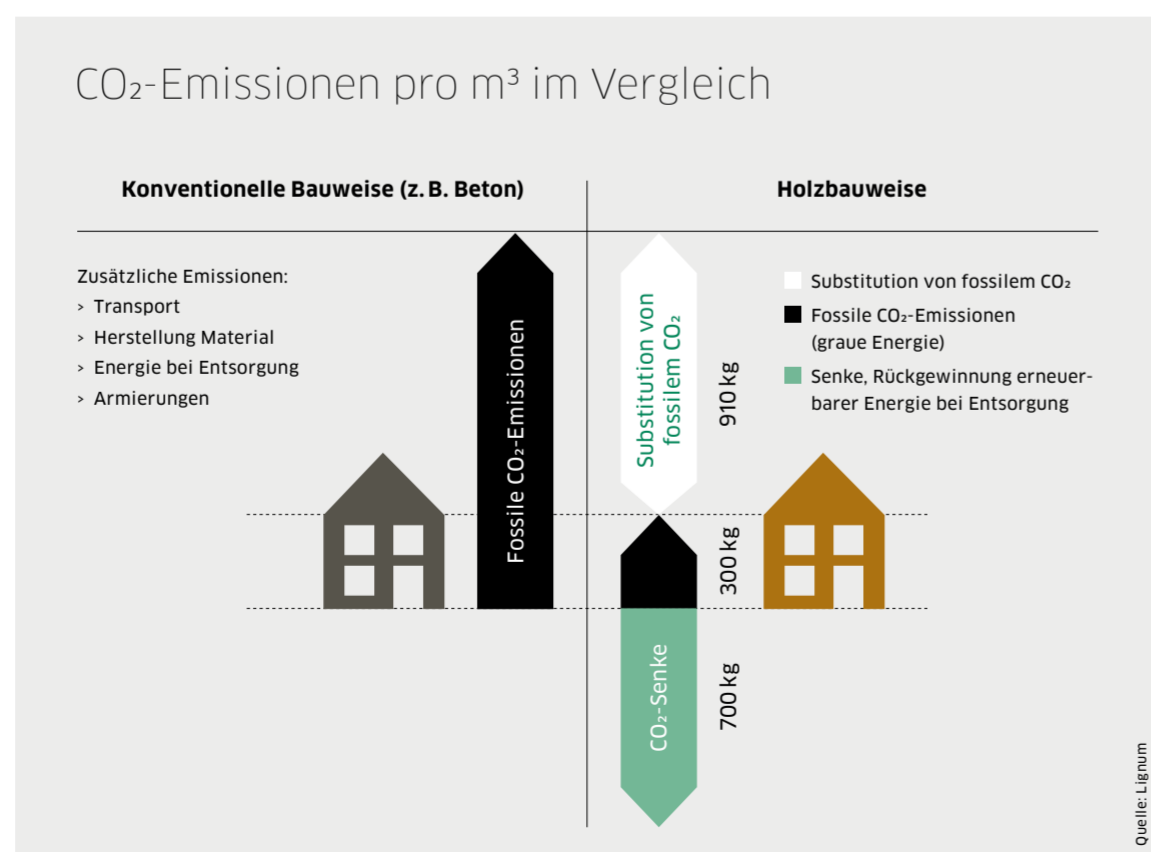 CO₂-Emissionen pro m³ im Vergleich
Konventionelle Bauweise (z. B. Beton)
Zusätzliche Emissionen:
> Transport
> Herstellung Material
> Energie bei Entsorgung
> Armierungen
Fossile CO₂-Emissionen
Holzbauweise
Substitution von
fossilem CO₂
910 kg
300 kg
CO₂-Senke
700 kg
Substitution von fossilem CO₂
Fossile CO₂-Emissionen
(graue Energie)
Senke, Rückgewinnung erneuer-
barer Energie bei Entsorgung
Quelle: Lignum